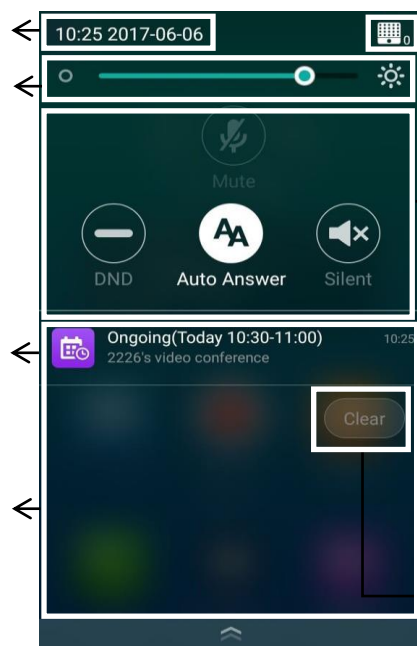 10:25 2017-06-06
0
Mute
DND Auto Answer Silent
Ongoing(Today 10:30-11:00) 10:25
2226's video conference
Clear